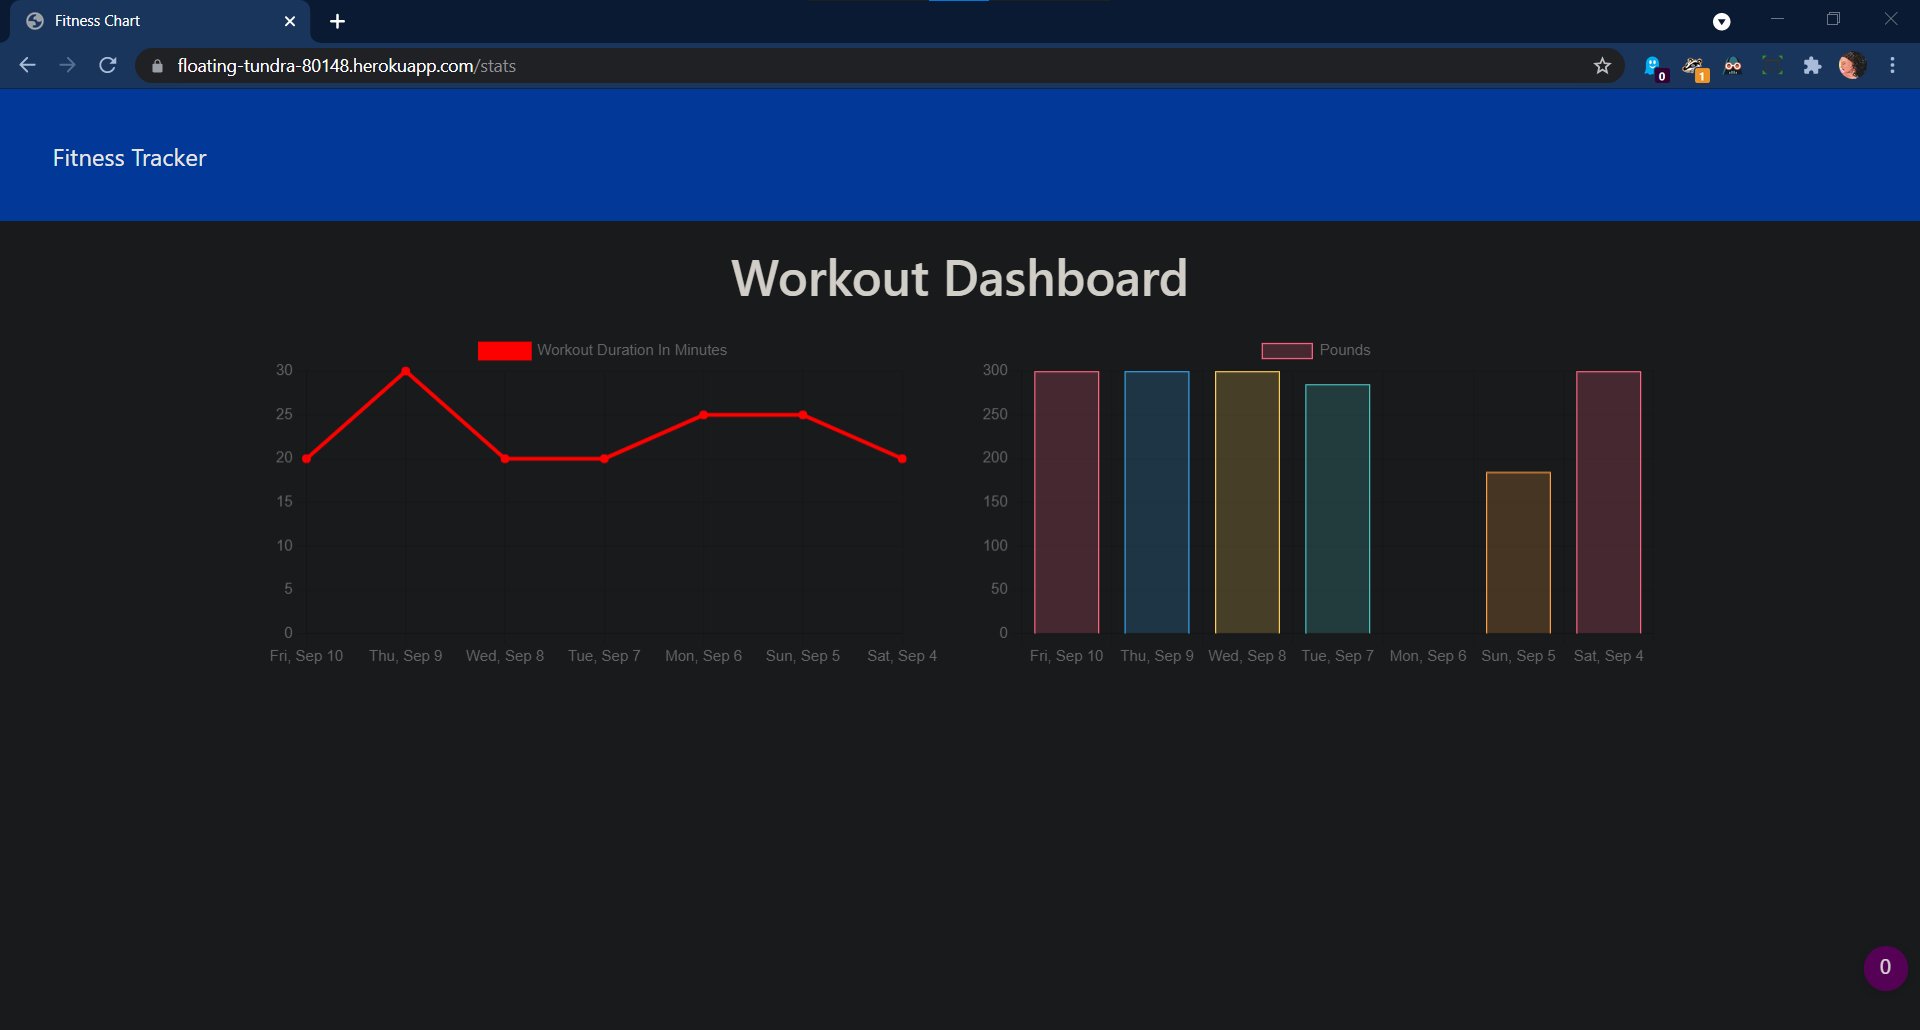 Fitness Chart
floating-tundra-80148.herokuapp.com/stats
0
1
Fitness Tracker
Workout Dashboard
Workout Duration In Minutes
30
25
20
15
10
5
0
Fri, Sep 10 Thu, Sep 9 Wed, Sep 8 Tue, Sep 7 Mon, Sep 6 Sun, Sep 5 Sat, Sep 4
Pounds
300
250
200
150
100
50
0
Fri, Sep 10 Thu, Sep 9 Wed, Sep 8 Tue, Sep 7 Mon, Sep 6 Sun, Sep 5 Sat, Sep 4
0